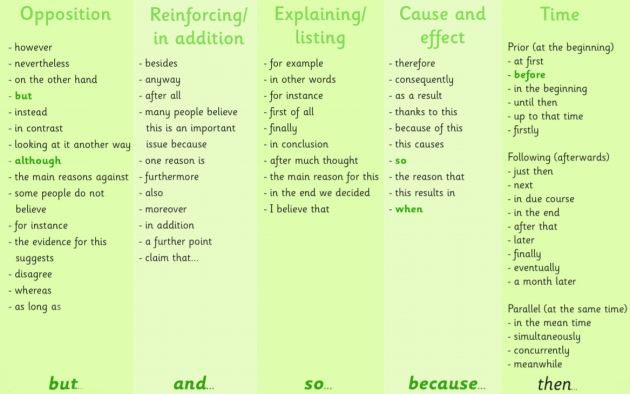 Opposition
- however
- nevertheless
- on the other hand
- but
- instead
- in contrast
- looking at it another way
- although
- the main reasons against
- some people do not
believe
- for instance
- the evidence for this
suggests
- disagree
- whereas
- as long as
but...
Reinforcing/
in addition
- besides
- anyway
- after all
- many people believe
this is an important
issue because
- one reason is
- furthermore
- also
- moreover
- in addition
- a further point
- claim that...
and...
Explaining/
listing
- for example
- in other words
- for instance
- first of all
- finally
- in conclusion
- after much thought
- the main reason for this
- in the end we decided
- I believe that
so...
Cause and
effect
- therefore
- consequently
- as a result
- thanks to this
- because of this
- this causes
- so
- the reason that
- this results in
- when
because...
Time
Prior (at the beginning)
- at first
- before
- in the beginning
- until then
- up to that time
- firstly
Following (afterwards)
- just then
- next
- in due course
- in the end
- after that
- later
- finally
- eventually
- a month later
Parallel (at the same time)
- in the mean time
- simultaneously
- concurrently
- meanwhile
then...